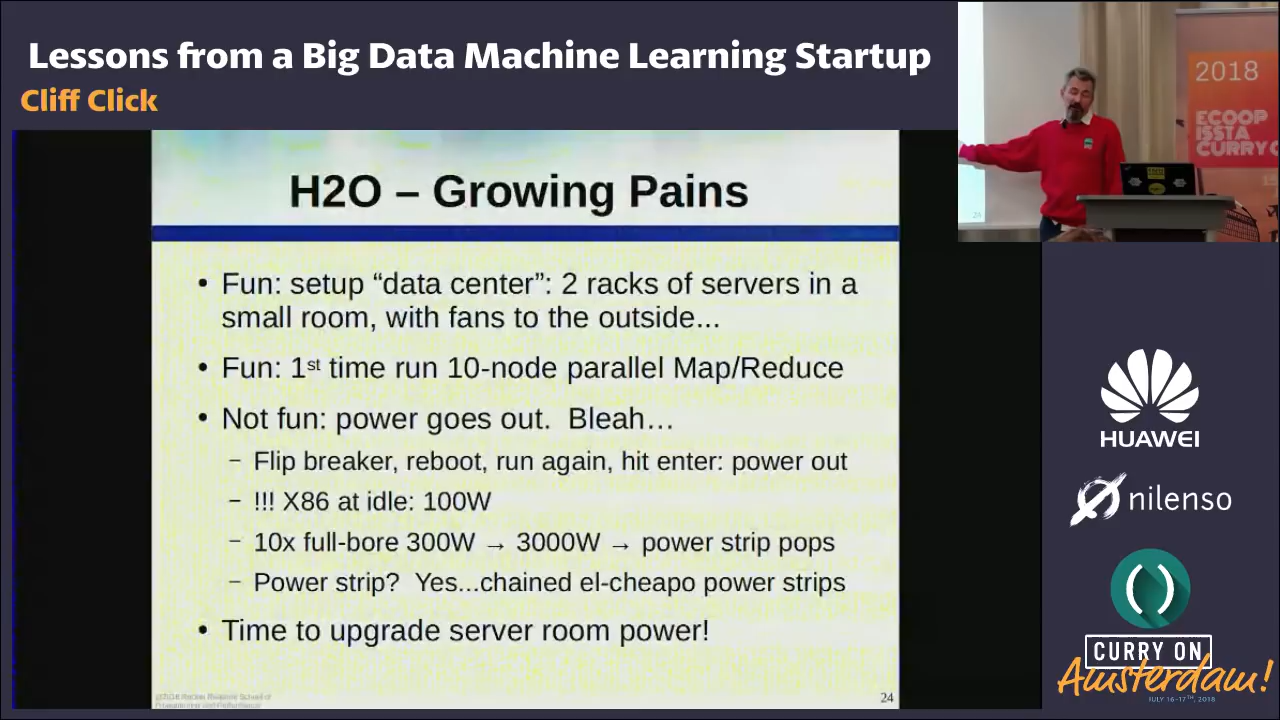 Lessons from a Big Data Machine Learning Startup
Cliff Click
2018
ECOOP
ISSTA
CURRY
H2O – Growing Pains
• Fun: setup “data center”: 2 racks of servers in a
small room, with fans to the outside...
• Fun: 1st time run 10-node parallel Map/Reduce
• Not fun: power goes out. Bleah…
– Flip breaker, reboot, run again, hit enter: power out
– !!! X86 at idle: 100W
– 10x full-bore 300W → 3000W → power strip pops
– Power strip? Yes...chained el-cheapo power strips
• Time to upgrade server room power!
24
HUAWEI
nilenso
CURRY ON
Amsterdam!
JULY 16-17TH, 2018